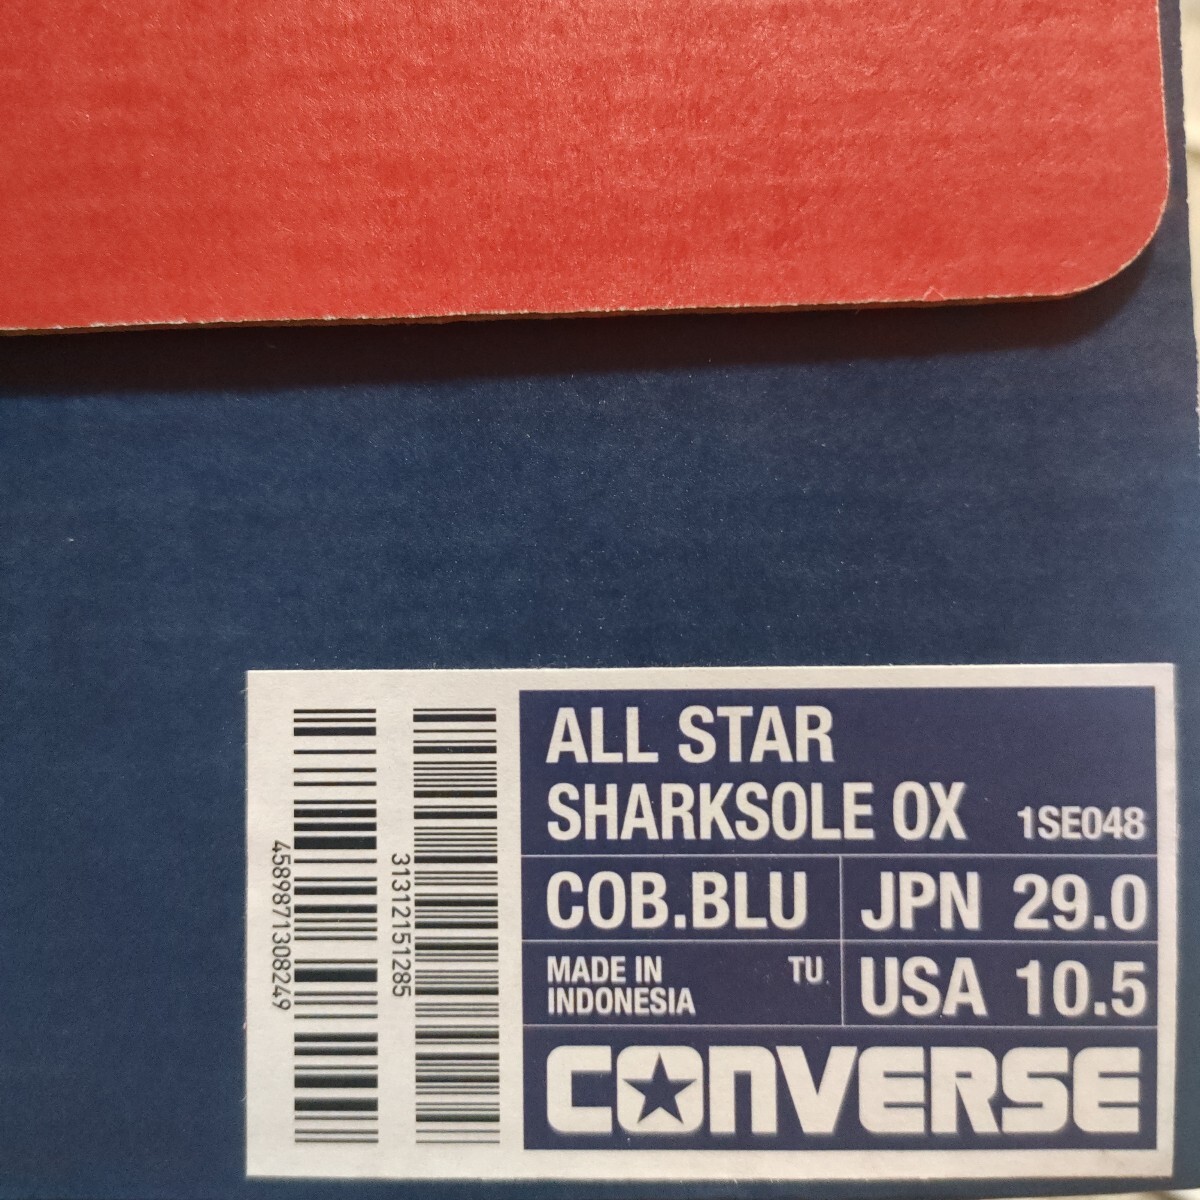 ALL STAR
SHARKSOLE OX 1SE048
COB.BLU JPN 29.0
MADE IN INDONESIA TU USA 10.5
CONVERSE
4589871308249
31312151285